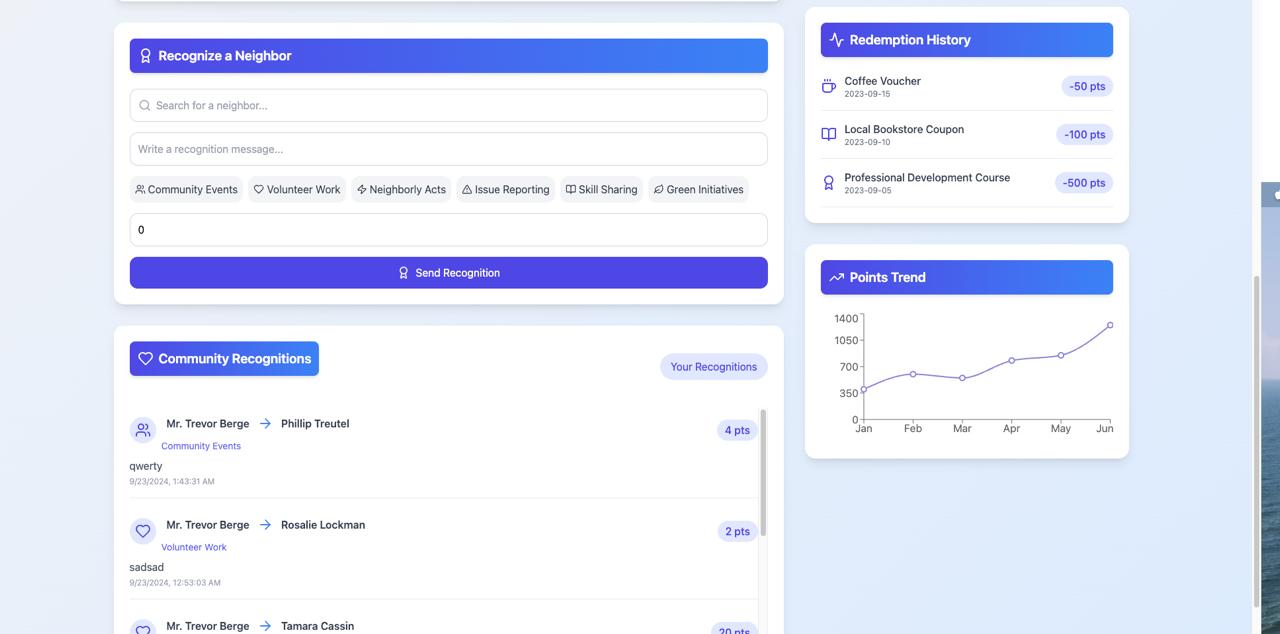 Recognize a Neighbor
Search for a neighbor...
Write a recognition message...
Community Events
Volunteer Work
Neighborly Acts
Issue Reporting
Skill Sharing
Green Initiatives
0
Send Recognition
Community Recognitions
Your Recognitions
Mr. Trevor Berge Phillip Treutel
4 pts
Community Events
qwerty
9/23/2024, 1:43:31 AM
Mr. Trevor Berge Rosalie Lockman
2 pts
Volunteer Work
sadsad
9/23/2024, 12:53:03 AM
Mr. Trevor Berge Tamara Cassin
20 pts
Redemption History
Coffee Voucher
2023-09-15
-50 pts
Local Bookstore Coupon
2023-09-10
-100 pts
Professional Development Course
2023-09-05
-500 pts
Points Trend
1400
1050
700
350
0
Jan Feb Mar Apr May Jun